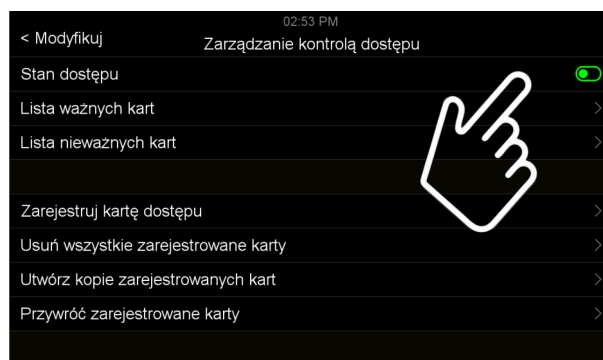 02:53 PM
< Modyfikuj
Zarządzanie kontrolą dostępu
Stan dostępu
Lista ważnych kart
Lista nieważnych kart
Zarejestruj kartę dostępu
Usuń wszystkie zarejestrowane karty
Utwórz kopie zarejestrowanych kart
Przywróć zarejestrowane karty